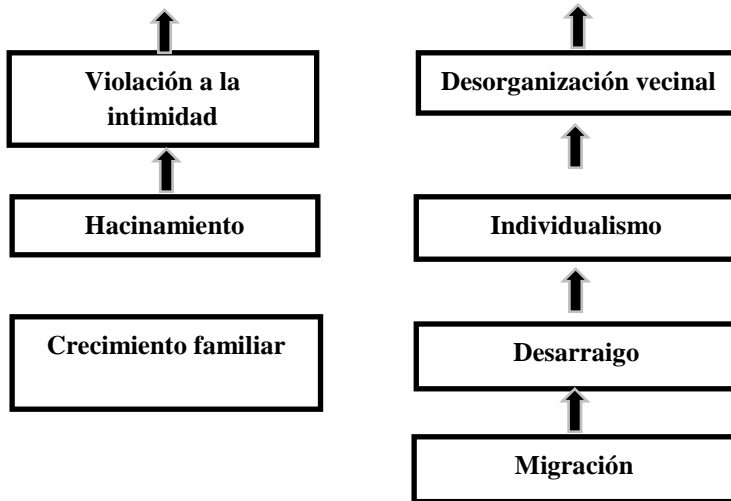 Violación a la
intimidad
Hacinamiento
Crecimiento familiar
Desorganización vecinal
Individualismo
Desarraigo
Migración